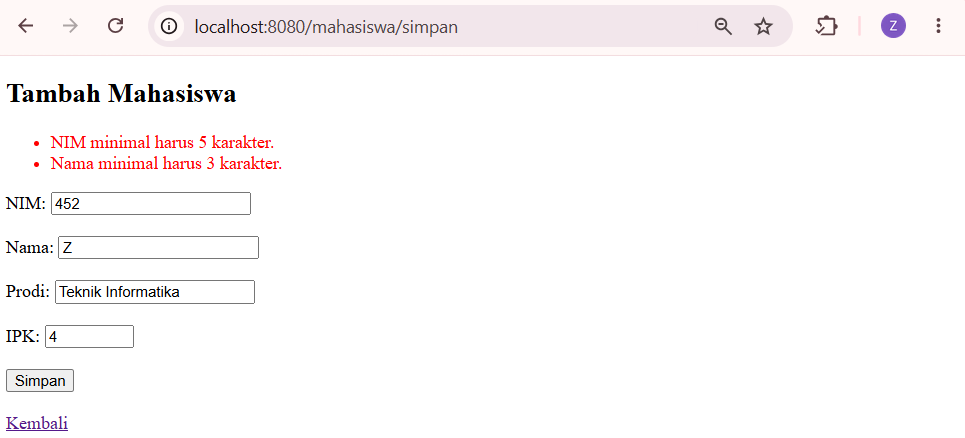 localhost:8080/mahasiswa/simpan
Z
Tambah Mahasiswa
NIM minimal harus 5 karakter.
Nama minimal harus 3 karakter.
NIM: 452
Nama: Z
Prodi: Teknik Informatika
IPK: 4
Simpan
Kembali